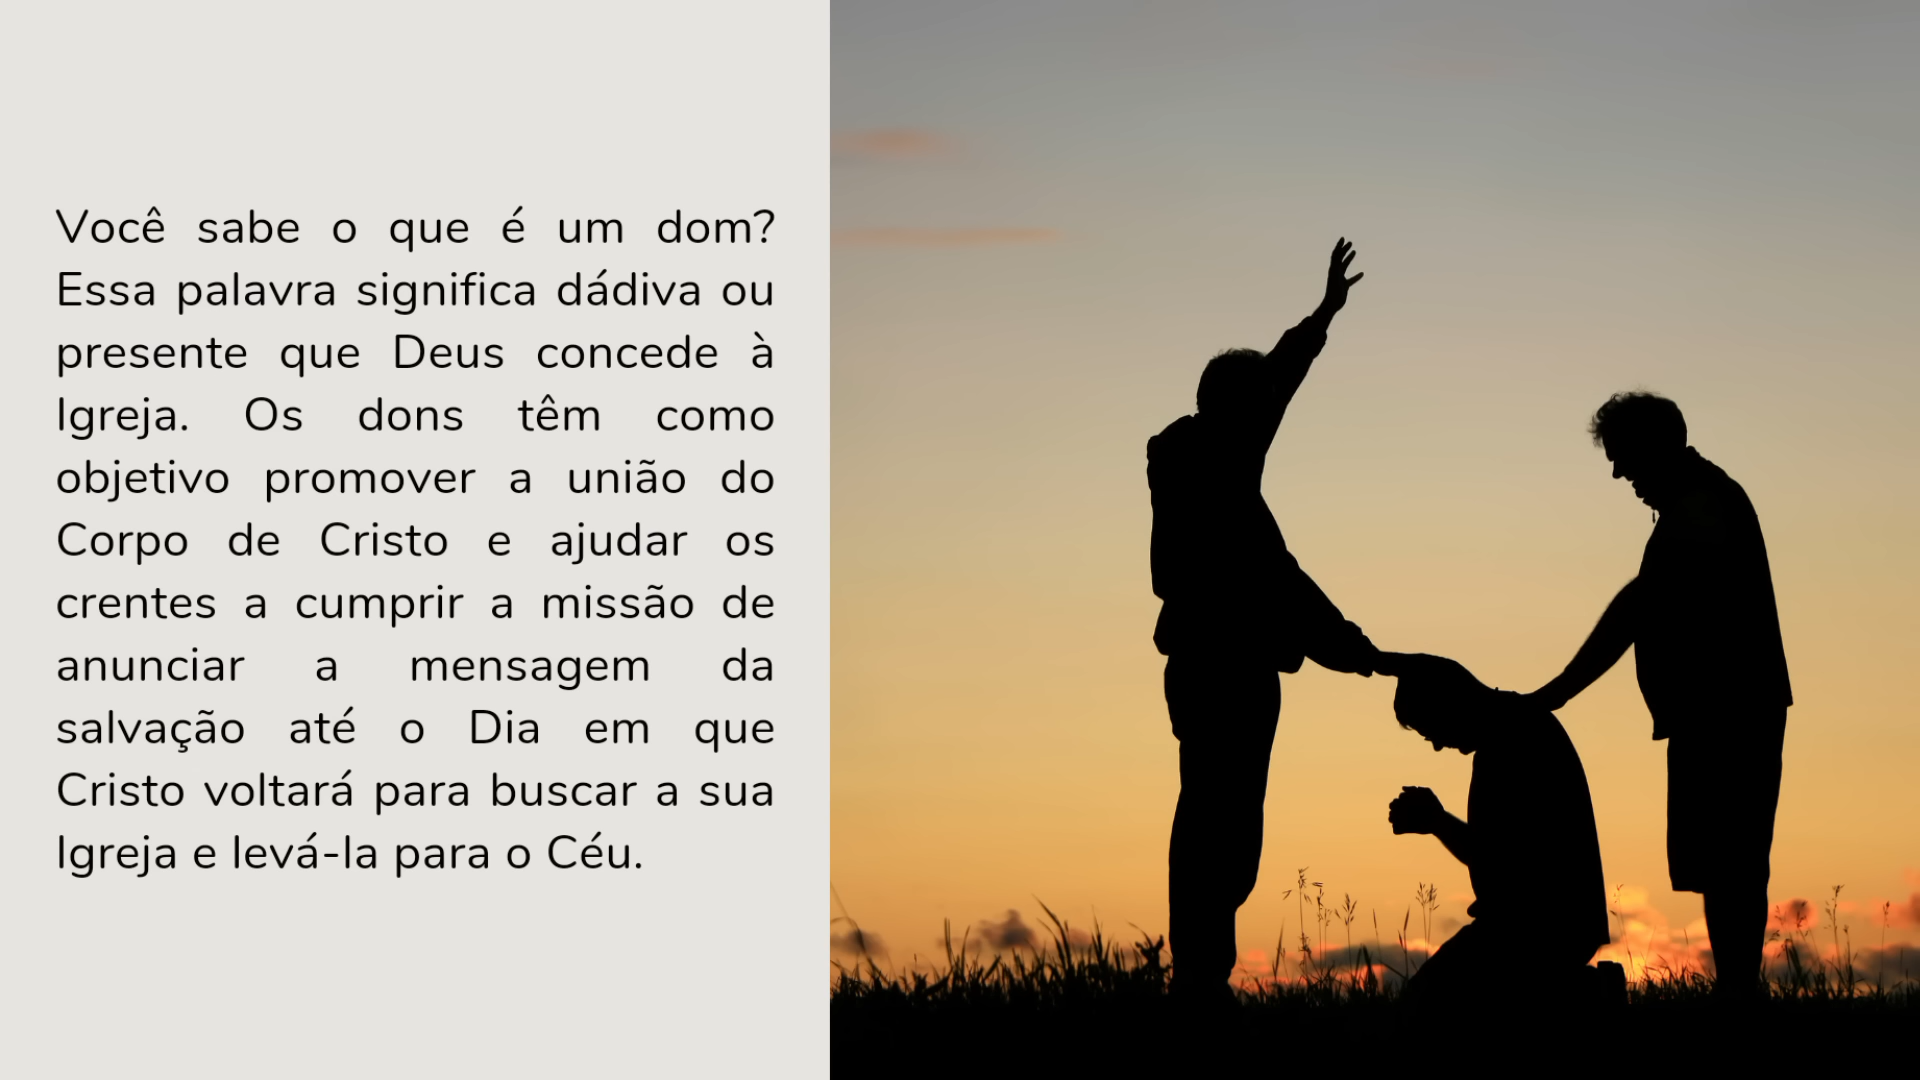 Você sabe o que é um dom?
Essa palavra significa dádiva ou
presente que Deus concede à
Igreja. Os dons têm como
objetivo promover a união do
Corpo de Cristo e ajudar os
crentes a cumprir a missão de
anunciar a mensagem da
salvação até o Dia em que
Cristo voltará para buscar a sua
Igreja e levá-la para o Céu.